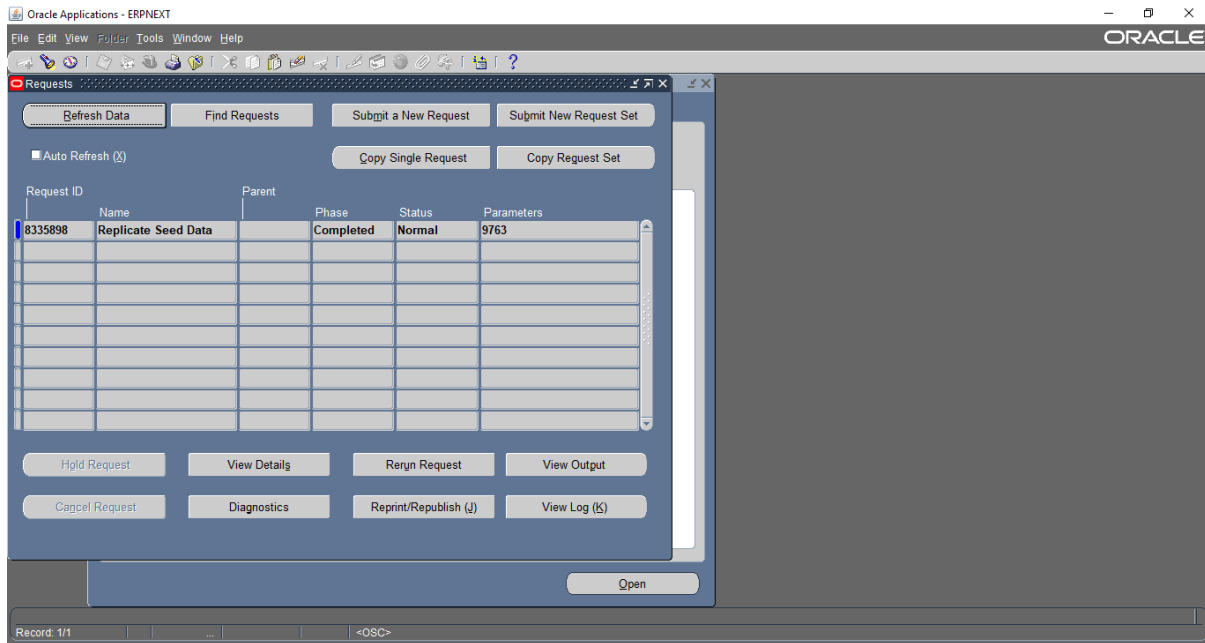 Oracle Applications - ERPNEXT
File Edit View Folder Tools Window Help
ORACLE
Requests
Refresh Data Find Requests Submit a New Request Submit New Request Set
Auto Refresh (X) Copy Single Request Copy Request Set
Request ID Parent
Name Phase Status Parameters
8335898 Replicate Seed Data Completed Normal 9763
Hold Request View Details Rerun Request View Output
Cancel Request Diagnostics Reprint/Republish (J) View Log (K)
Open
Record: 1/1 ... <OSC>